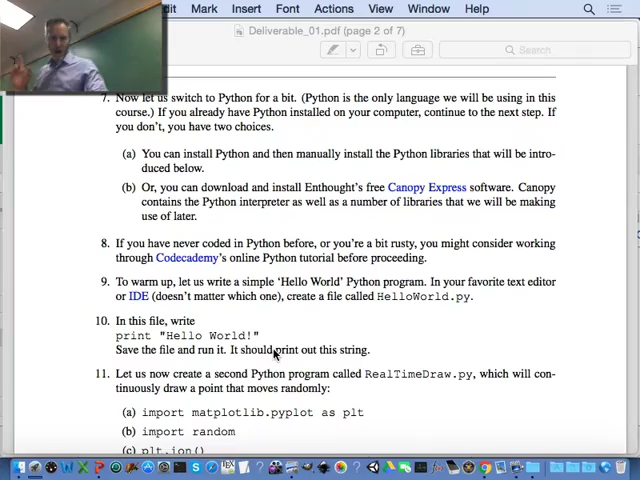 dit Mark Insert Font Actions View Window Help
Deliverable_01.pdf (page 2 of 7)
Search
7. Now let us switch to Python for a bit. (Python is the only language we will be using in this
course.) If you already have Python installed on your computer, continue to the next step. If
you don't, you have two choices.
(a) You can install Python and then manually install the Python libraries that will be intro-
duced below.
(b) Or, you can download and install Enthought's free Canopy Express software. Canopy
contains the Python interpreter as well as a number of libraries that we will be making
use of later.
8. If you have never coded in Python before, or you're a bit rusty, you might consider working
through Codecademy's online Python tutorial before proceeding.
9. To warm up, let us write a simple 'Hello World' Python program. In your favorite text editor
or IDE (doesn't matter which one), create a file called HelloWorld.py.
10. In this file, write
print "Hello World!"
Save the file and run it. It should print out this string.
11. Let us now create a second Python program called RealTimeDraw.py, which will con-
tinuously draw a point that moves randomly:
(a) import matplotlib.pyplot as plt
(b) import random
(c) plt.ion()